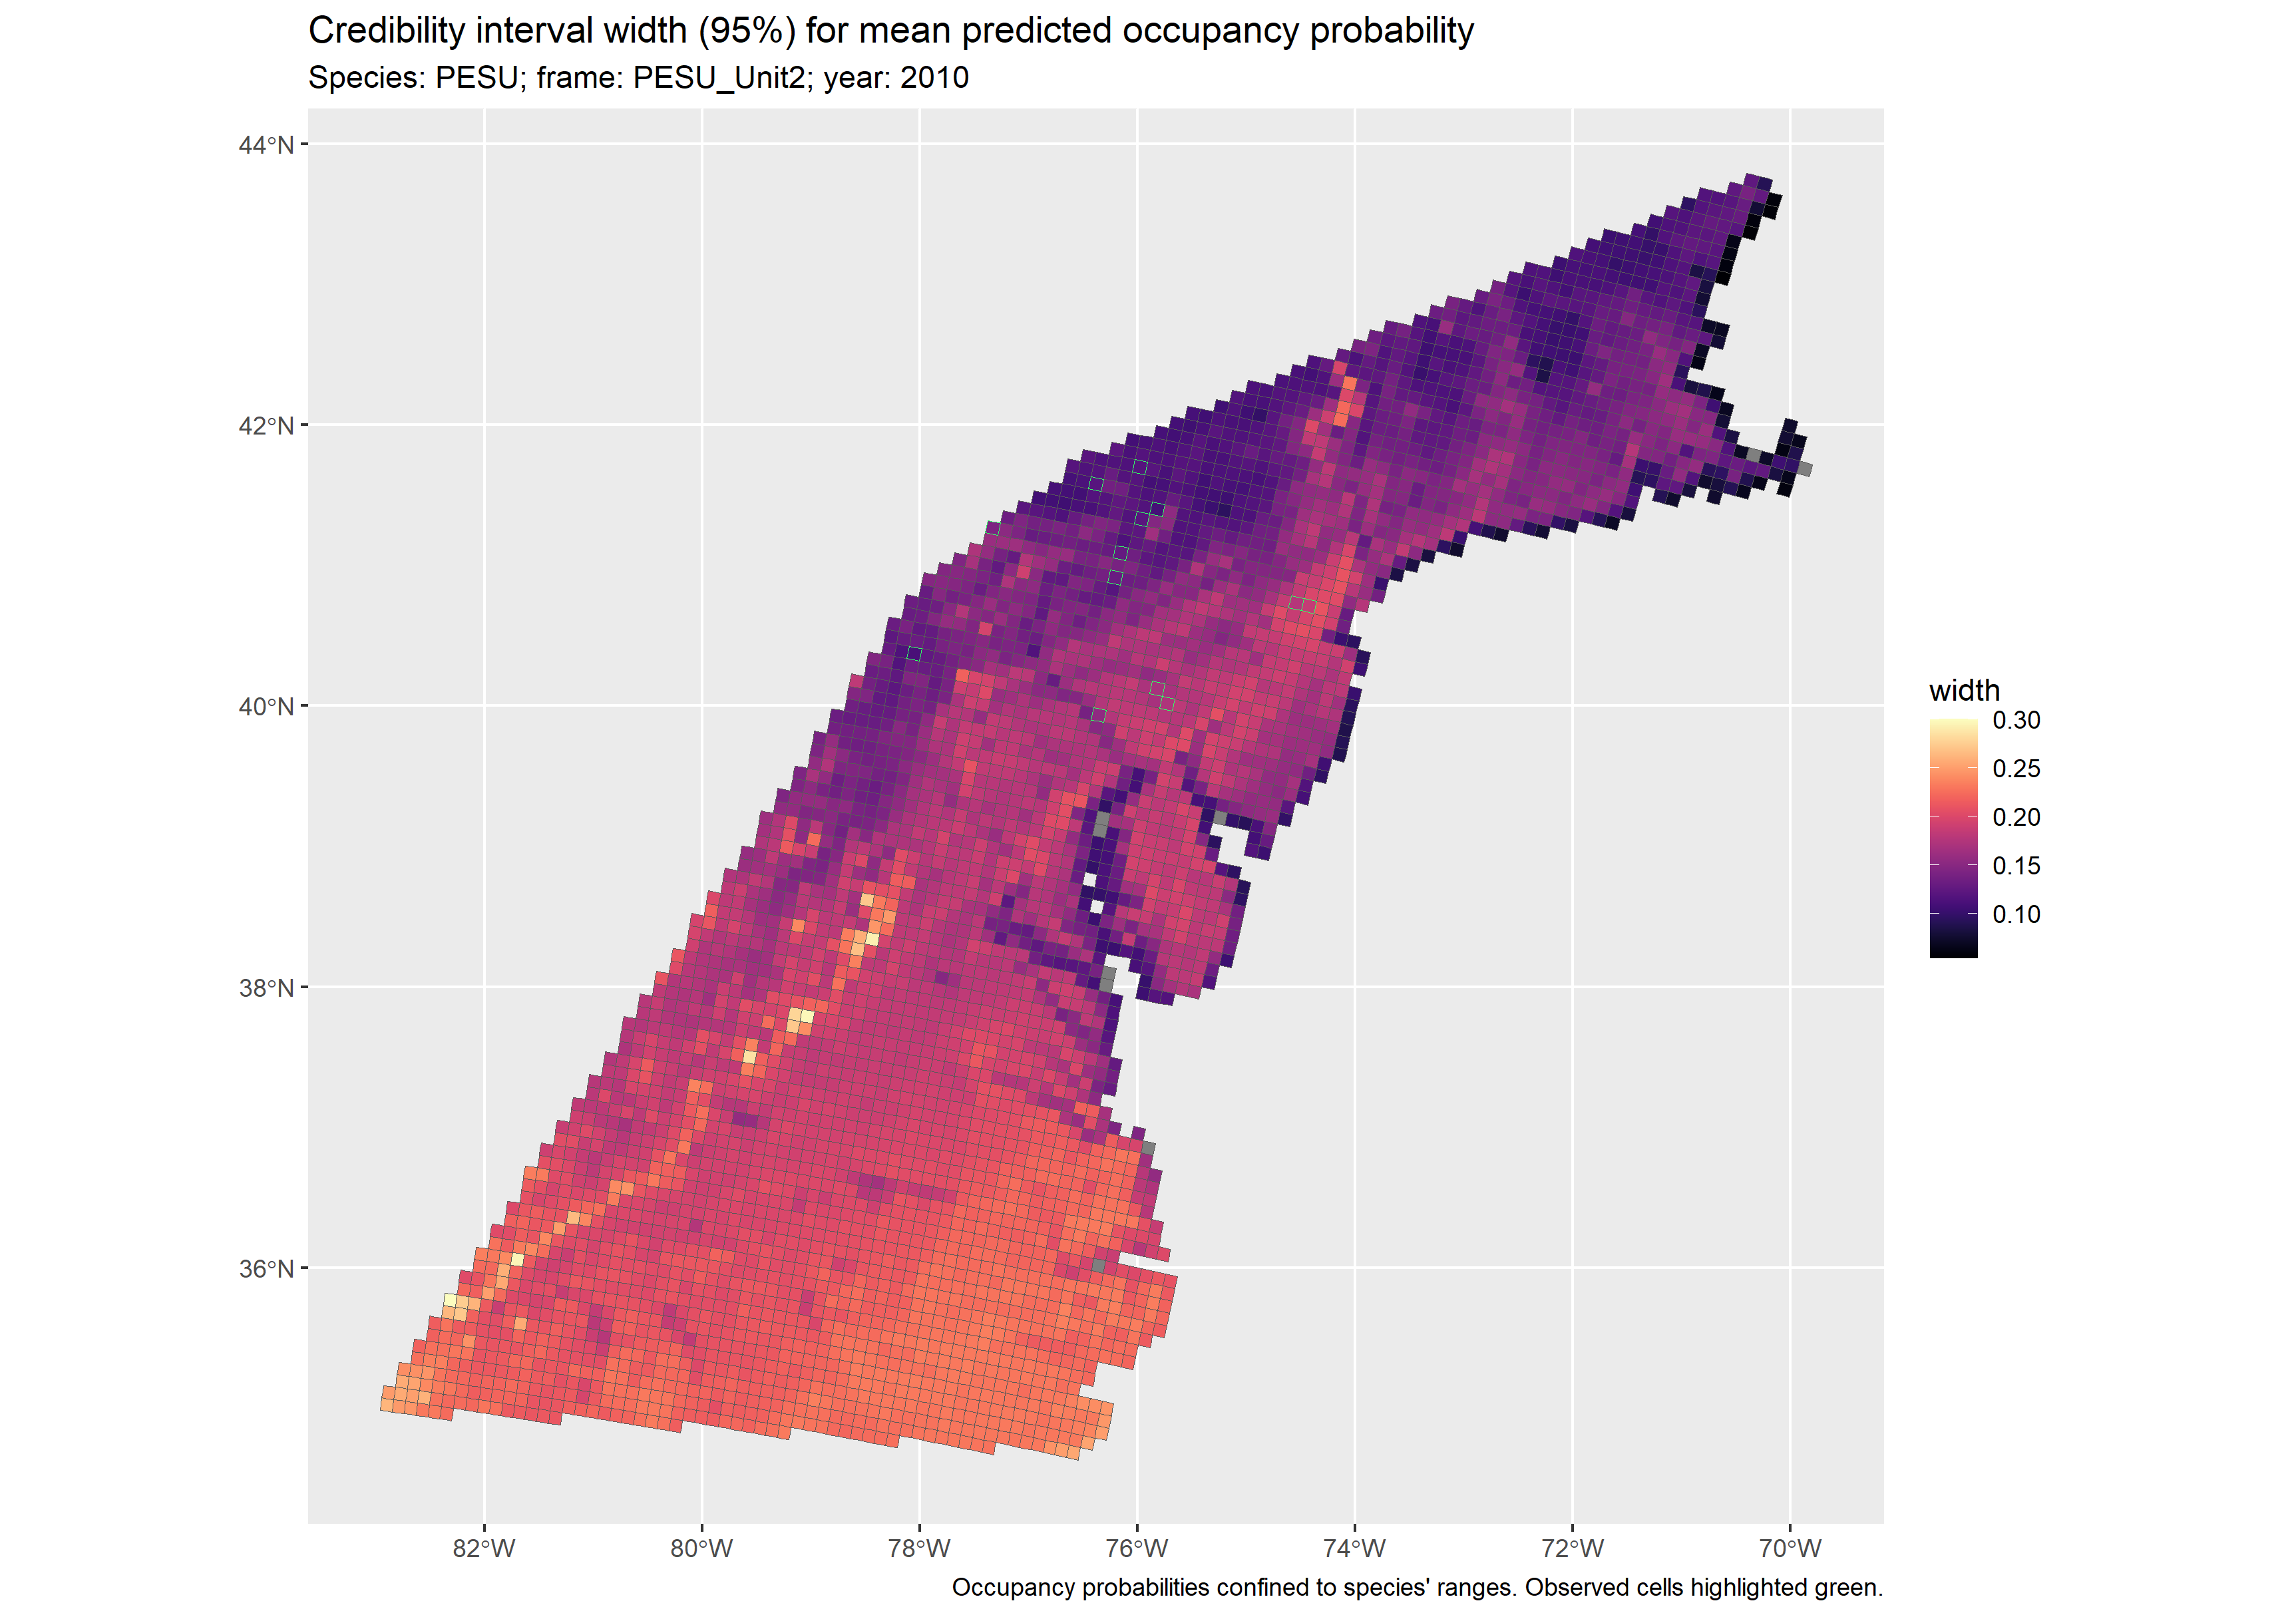 Credibility interval width (95%) for mean predicted occupancy probability
Species: PESU; frame: PESU_Unit2; year: 2010
44°N
42°N
40°N
38°N
36°N
82°W
80°W
78°W
76°W
74°W
72°W
70°W
width
0.30
0.25
0.20
0.15
0.10
Occupancy probabilities confined to species' ranges. Observed cells highlighted green.